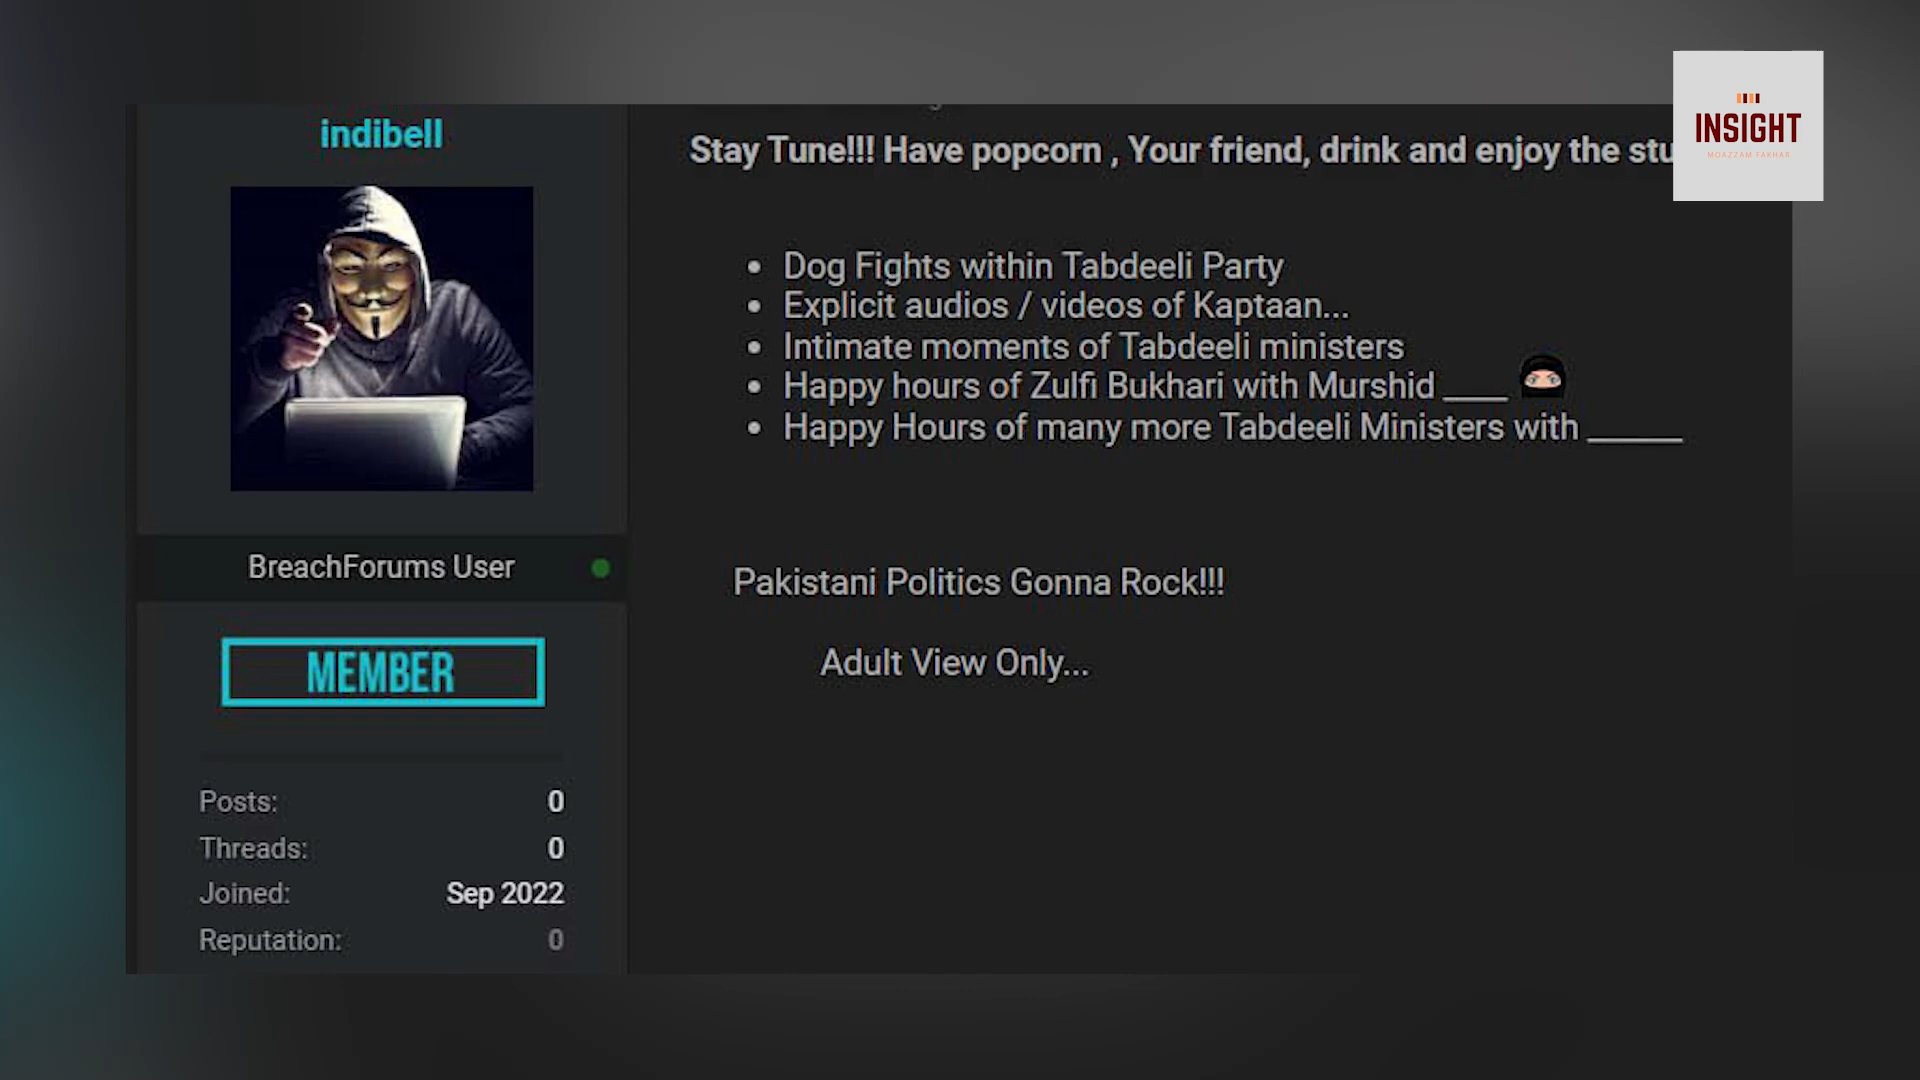 indibell
Stay Tune!!! Have popcorn , Your friend, drink and enjoy the
INSIGHT
MOAZZAM FAKHAR
Dog Fights within Tabdeeli Party
Explicit audios / videos of Kaptaan...
Intimate moments of Tabdeeli ministers
Happy hours of Zulfi Bukhari with Murshid ____
Happy Hours of many more Tabdeeli Ministers with ______
BreachForums User
Pakistani Politics Gonna Rock!!!
Adult View Only...
MEMBER
Posts: 0
Threads: 0
Joined: Sep 2022
Reputation: 0